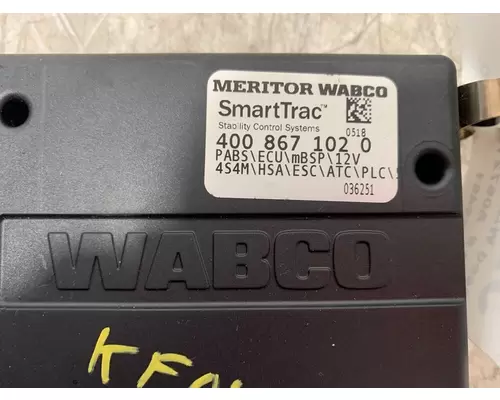 MERITOR WABCO
SmartTrac™
Stability Control Systems
0518
400 867 102 0
PABS\ECU\mBSP\12V
4S4M\HSA\ESC\ATC\PLC\
036251
WABCO